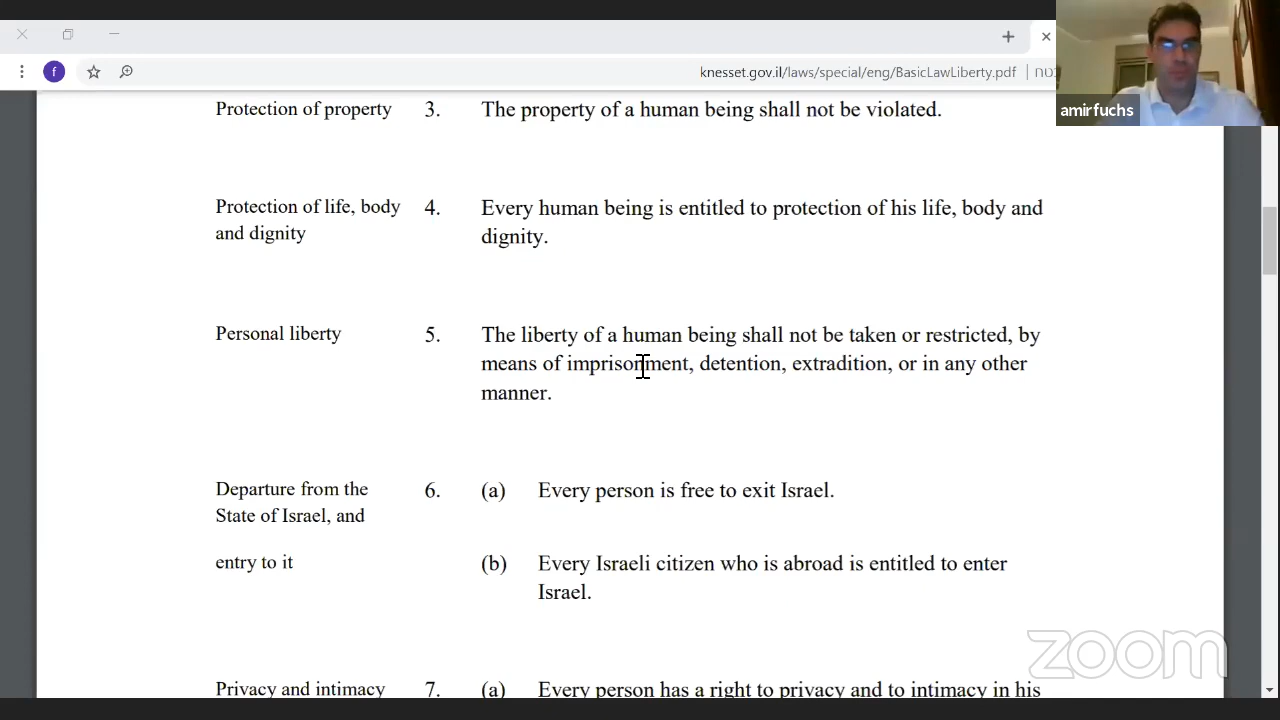 knesset.gov.il/laws/special/eng/BasicLawLiberty.pdf
f
amirfuchs
Protection of property 3. The property of a human being shall not be violated.
Protection of life, body 4. Every human being is entitled to protection of his life, body and
and dignity dignity.
Personal liberty 5. The liberty of a human being shall not be taken or restricted, by
means of imprisonment, detention, extradition, or in any other
manner.
Departure from the 6. (a) Every person is free to exit Israel.
State of Israel, and
entry to it (b) Every Israeli citizen who is abroad is entitled to enter
Israel.
zoom
Privacy and intimacy 7. (a) Every person has a right to privacy and to intimacy in his